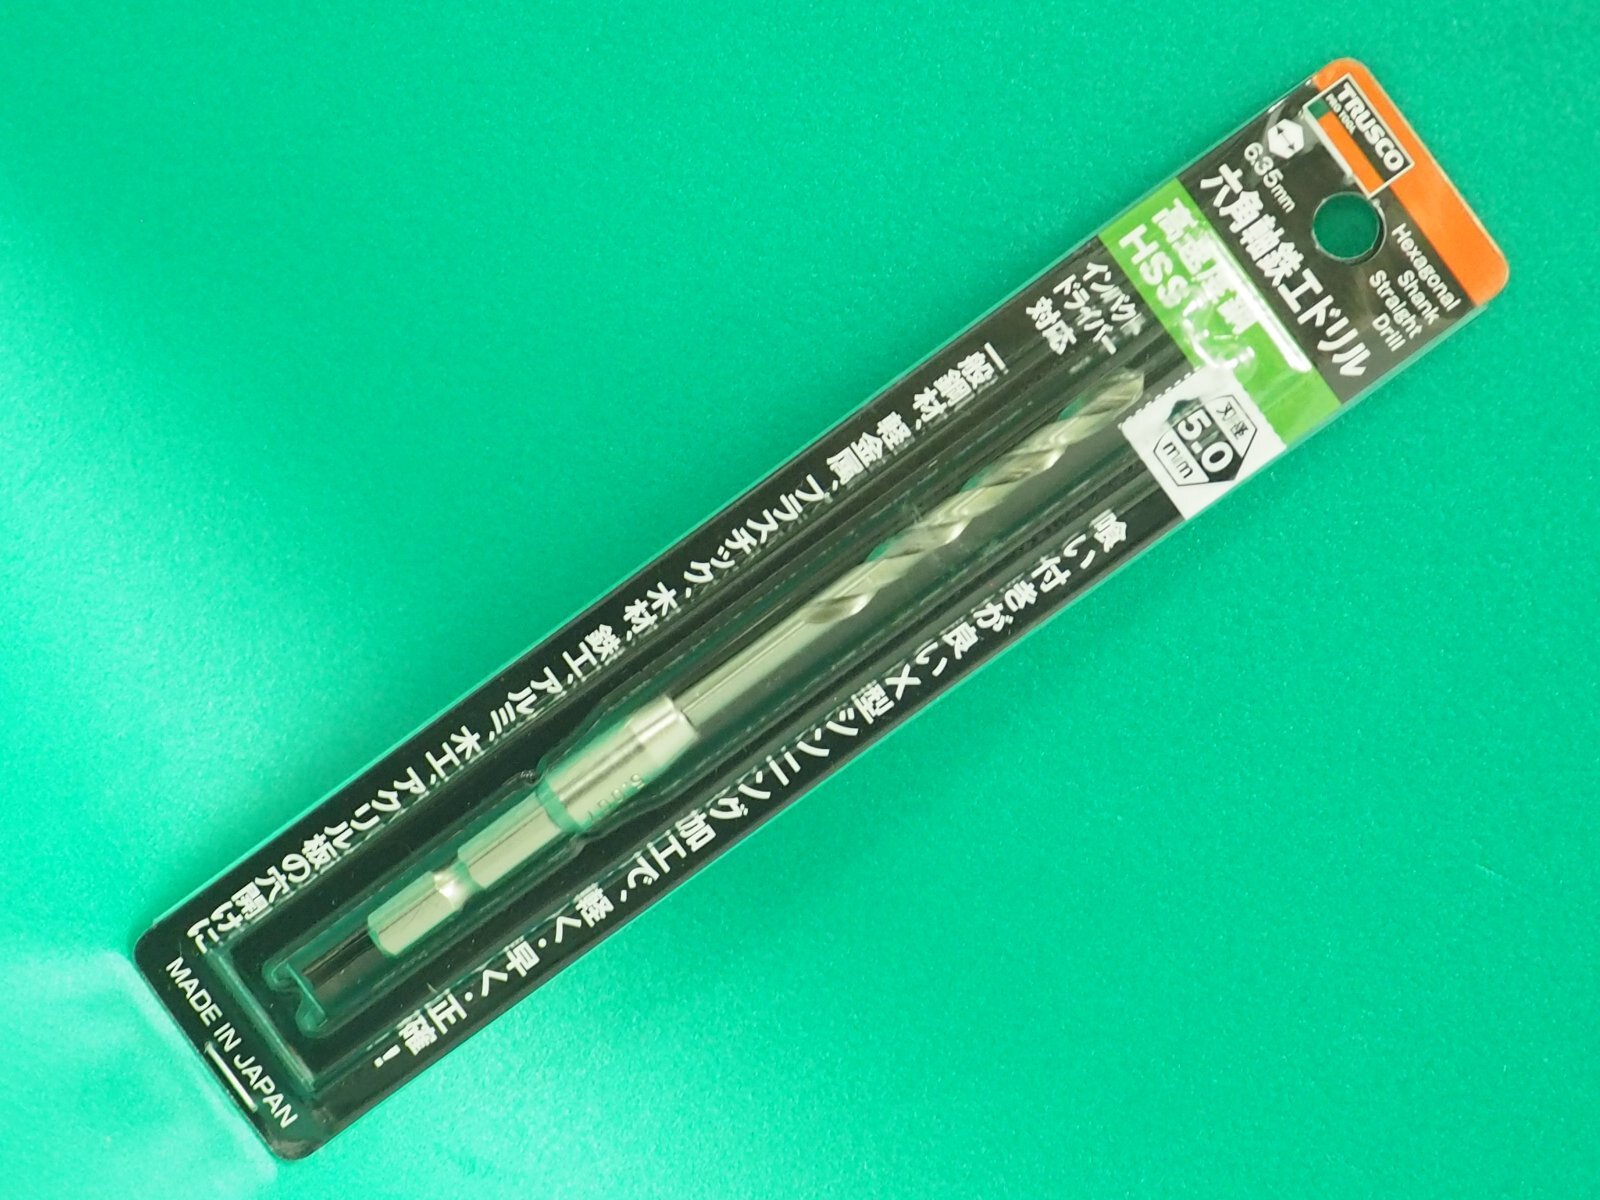 TRUSCO
PRO TOOL
Hexagonal
Shank
Straight
Drill
6.35mm
六角軸鉄工ドリル
高速度鋼
インパクト
ドライバー
対応
刃径
5.0
mm
一般鋼材、軽金属、プラスチック、木材、鉄工、アルミ、木工、アクリル板の穴開けに
喰い付きが良いX型シンニング加工で、軽く・早く・正確!
MADE IN JAPAN